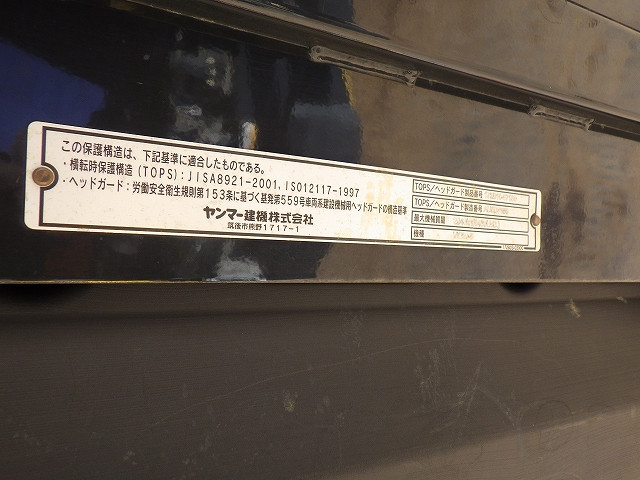 この保護構造は、下記基準に適合したものである。
・横転時保護構造(TOPS):JISA8921-2001,ISO12117-1997
・ヘッドガード:労働安全衛生規則第153条に基づく基発第559号車両系建設機械用ヘッドガードの構造基準
ヤンマー建機株式会社
筑後市熊野1717-1
TOPS/ヘッドガード製品番号
TOPS/ヘッドガード製造番号
最大機械質量
機種